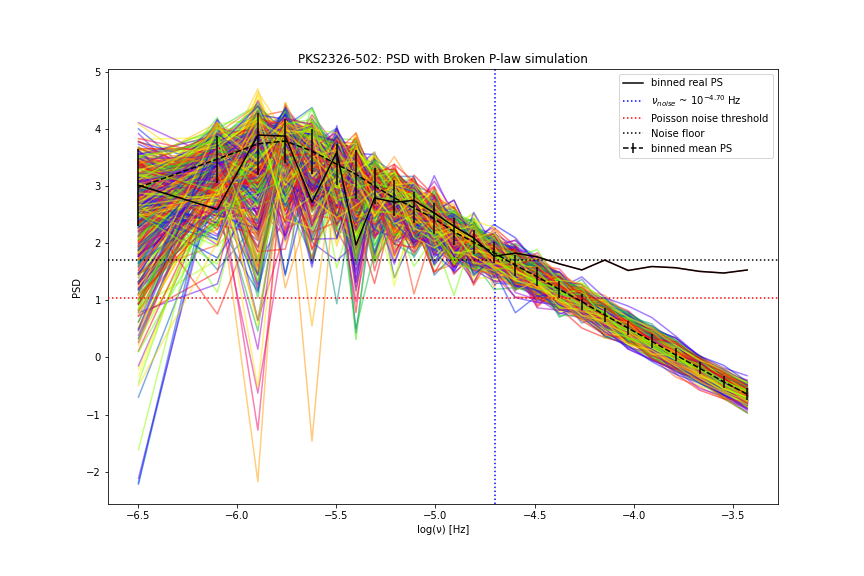 PKS2326-502: PSD with Broken P-law simulation
binned real PS
ν_noise ~ 10^−4.70 Hz
Poisson noise threshold
Noise floor
binned mean PS
PSD
5
4
3
2
1
0
−1
−2
−6.5 −6.0 −5.5 −5.0 −4.5 −4.0 −3.5
log(ν) [Hz]